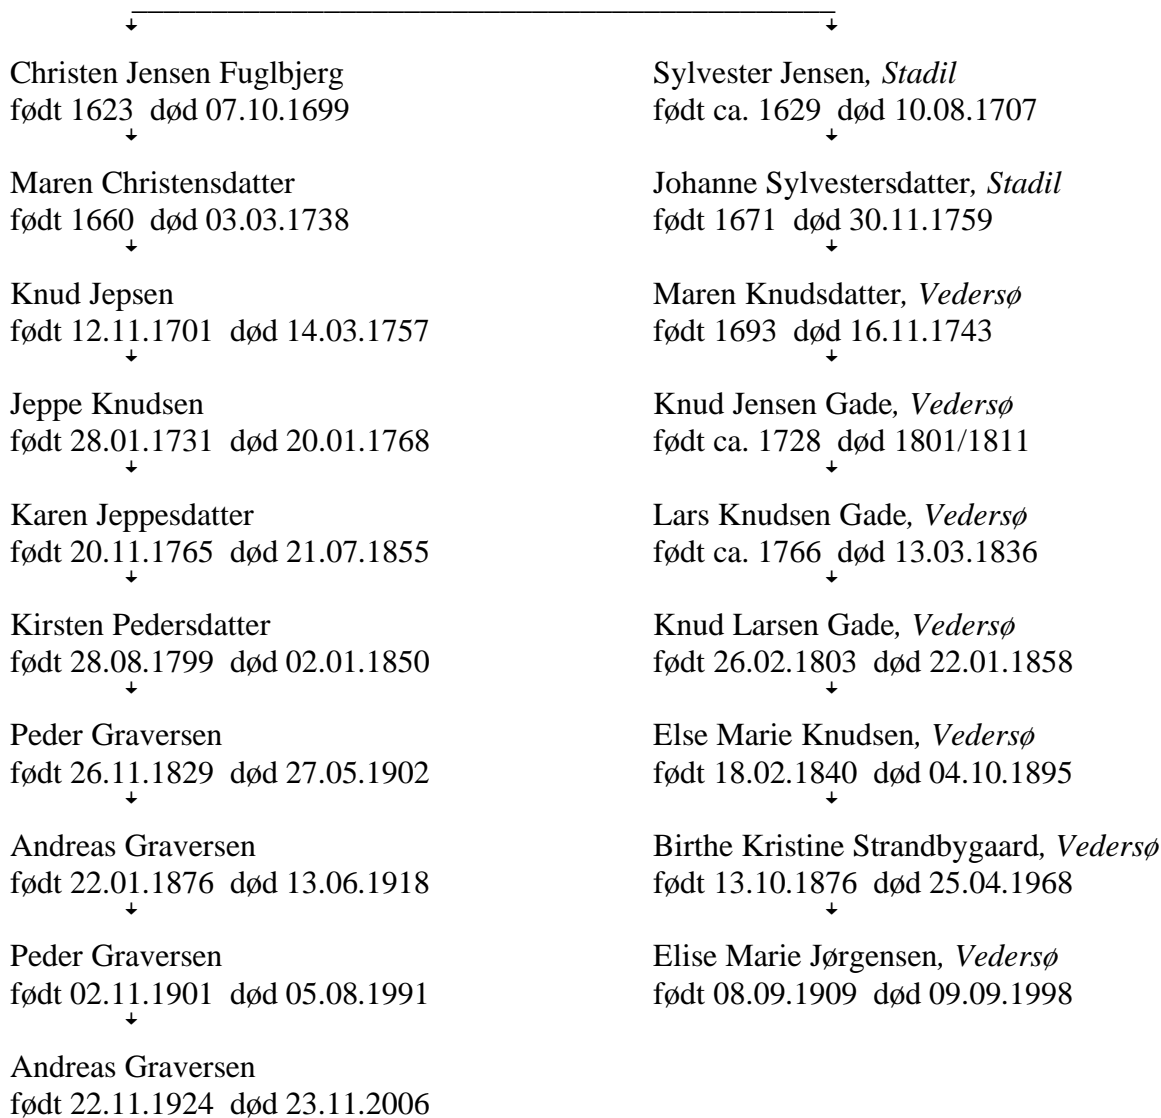 Christen Jensen Fuglbjerg
født 1623 død 07.10.1699
Sylvester Jensen, Stadil
født ca. 1629 død 10.08.1707
Maren Christensdatter
født 1660 død 03.03.1738
Johanne Sylvestersdatter, Stadil
født 1671 død 30.11.1759
Knud Jepsen
født 12.11.1701 død 14.03.1757
Maren Knudsdatter, Vedersø
født 1693 død 16.11.1743
Jeppe Knudsen
født 28.01.1731 død 20.01.1768
Knud Jensen Gade, Vedersø
født ca. 1728 død 1801/1811
Karen Jeppesdatter
født 20.11.1765 død 21.07.1855
Lars Knudsen Gade, Vedersø
født ca. 1766 død 13.03.1836
Kirsten Pedersdatter
født 28.08.1799 død 02.01.1850
Knud Larsen Gade, Vedersø
født 26.02.1803 død 22.01.1858
Peder Graversen
født 26.11.1829 død 27.05.1902
Else Marie Knudsen, Vedersø
født 18.02.1840 død 04.10.1895
Andreas Graversen
født 22.01.1876 død 13.06.1918
Birthe Kristine Strandbygaard, Vedersø
født 13.10.1876 død 25.04.1968
Peder Graversen
født 02.11.1901 død 05.08.1991
Elise Marie Jørgensen, Vedersø
født 08.09.1909 død 09.09.1998
Andreas Graversen
født 22.11.1924 død 23.11.2006